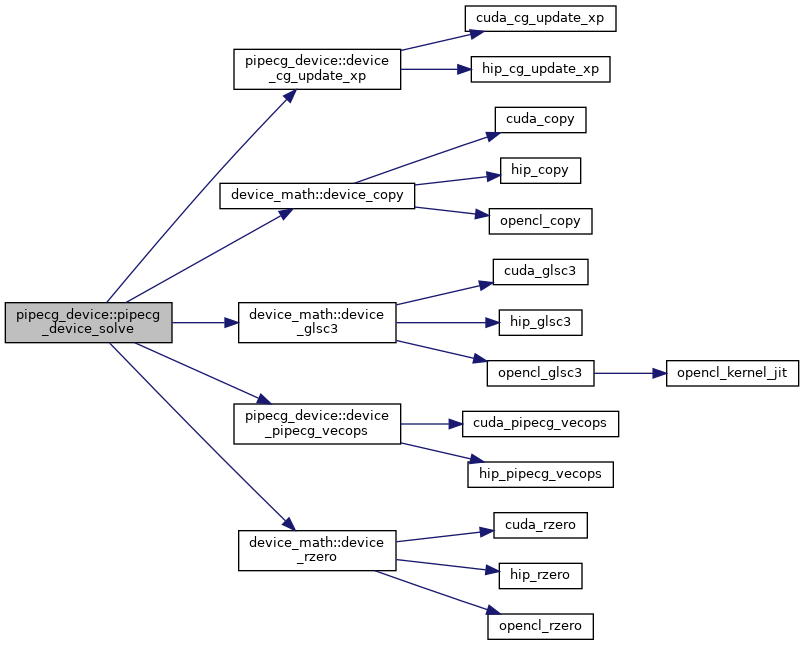 cuda_cg_update_xp
pipecg_device::device
_cg_update_xp
hip_cg_update_xp
cuda_copy
hip_copy
device_math::device_copy
opencl_copy
cuda_glsc3
pipecg_device::pipecg
_device_solve
device_math::device
_glsc3
hip_glsc3
opencl_glsc3
opencl_kernel_jit
pipecg_device::device
_pipecg_vecops
cuda_pipecg_vecops
hip_pipecg_vecops
cuda_rzero
device_math::device
_rzero
hip_rzero
opencl_rzero